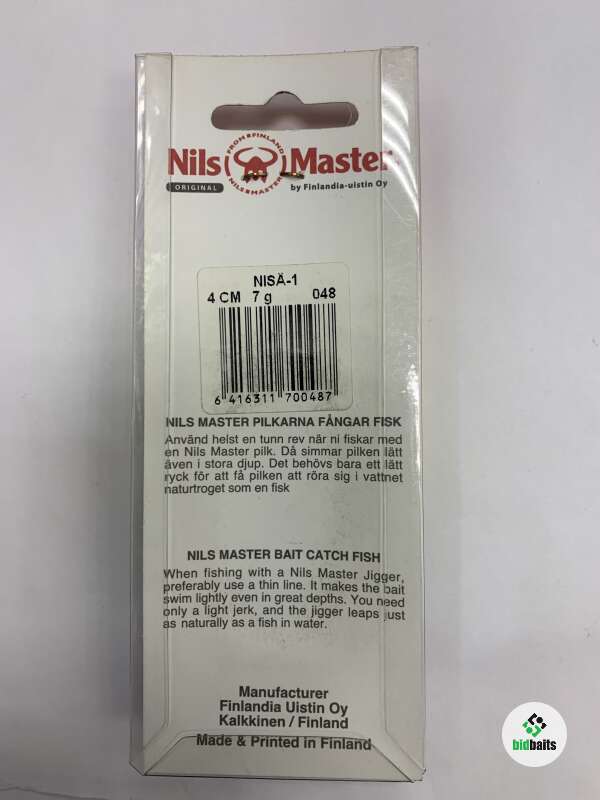 FROM FINLAND
Nils Master
NILS MASTER
ORIGINAL
by Finlandia-uistin Oy
NISÄ-1
4 CM 7 g 048
6 416311 700487
NILS MASTER PILKARNA FÅNGAR FISK
Använd helst en tunn rev när ni fiskar med
en Nils Master pilk. Då simmar pilken lätt
även i stora djup. Det behövs bara ett lätt
ryck för att få pilken att röra sig i vattnet
naturtroget som en fisk
NILS MASTER BAIT CATCH FISH
When fishing with a Nils Master Jigger,
preferably use a thin line. It makes the bait
swim lightly even in great depths. You need
only a light jerk, and the jigger leaps just
as naturally as a fish in water.
Manufacturer
Finlandia Uistin Oy
Kalkkinen / Finland
Made & Printed in Finland
bidbaits